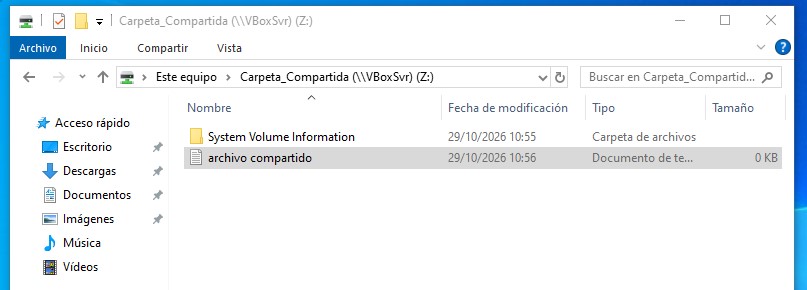 Carpeta_Compartida (\\VBoxSvr) (Z:)
Archivo Inicio Compartir Vista
Este equipo Carpeta_Compartida (\\VBoxSvr) (Z:) Buscar en Carpeta_Compartid...
Nombre Fecha de modificación Tipo Tamaño
Acceso rápido
System Volume Information 29/10/2026 10:55 Carpeta de archivos
Escritorio
archivo compartido 29/10/2026 10:56 Documento de te... 0 KB
Descargas
Documentos
Imágenes
Música
Vídeos